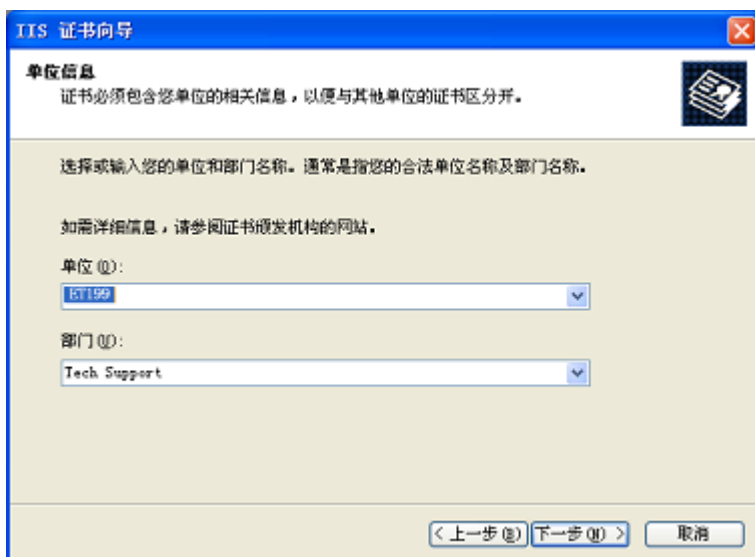 IIS 证书向导
单位信息
证书必须包含您单位的相关信息，以便与其他单位的证书区分开。
选择或输入您的单位和部门名称。通常是指您的合法单位名称及部门名称。
如需详细信息，请参阅证书颁发机构的网站。
单位(O):
ET199
部门(U):
Tech Support
< 上一步(B) 下一步(N) > 取消